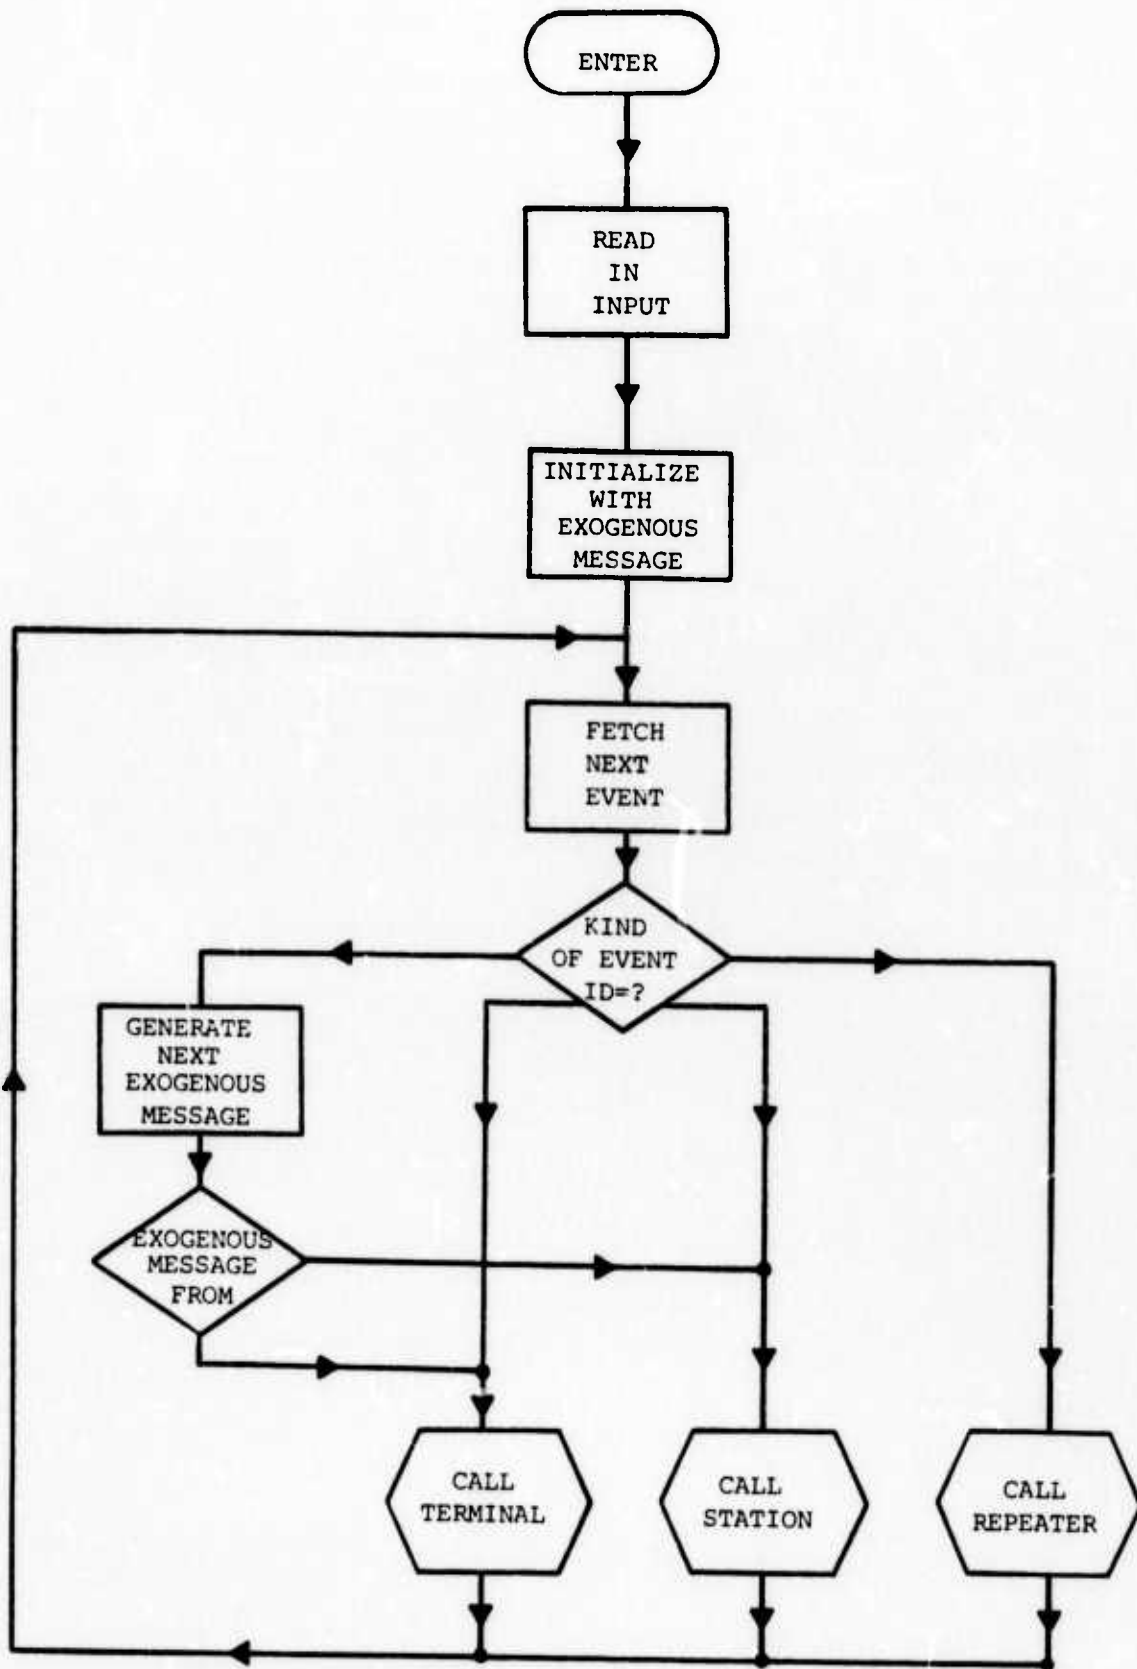 ENTER
READ
IN
INPUT
INITIALIZE
WITH
EXOGENOUS
MESSAGE
FETCH
NEXT
EVENT
KIND
OF EVENT
ID=?
GENERATE
NEXT
EXOGENOUS
MESSAGE
EXOGENOUS
MESSAGE
FROM
CALL
TERMINAL
CALL
STATION
CALL
REPEATER